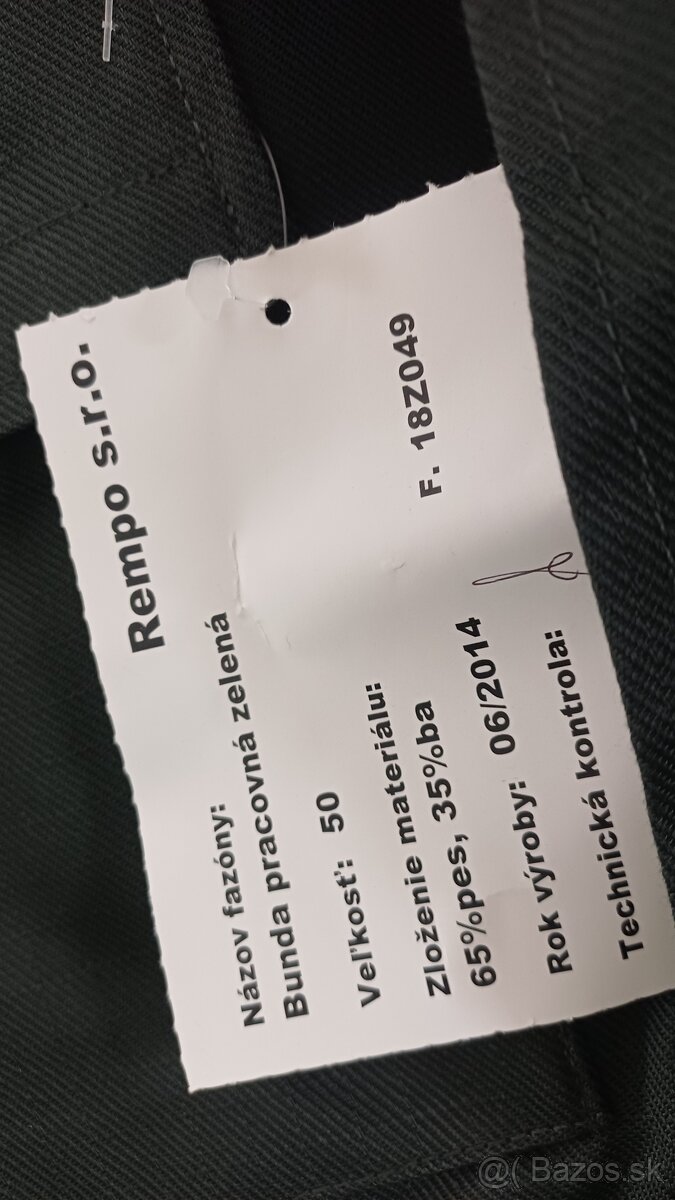 Rempo s.r.o.
Názov fazóny:
Bunda pracovná zelená
Veľkosť: 50
Zloženie materiálu:
65%pes, 35%ba F. 18Z049
Rok výroby: 06/2014
Technická kontrola:
@( Bazos.sk